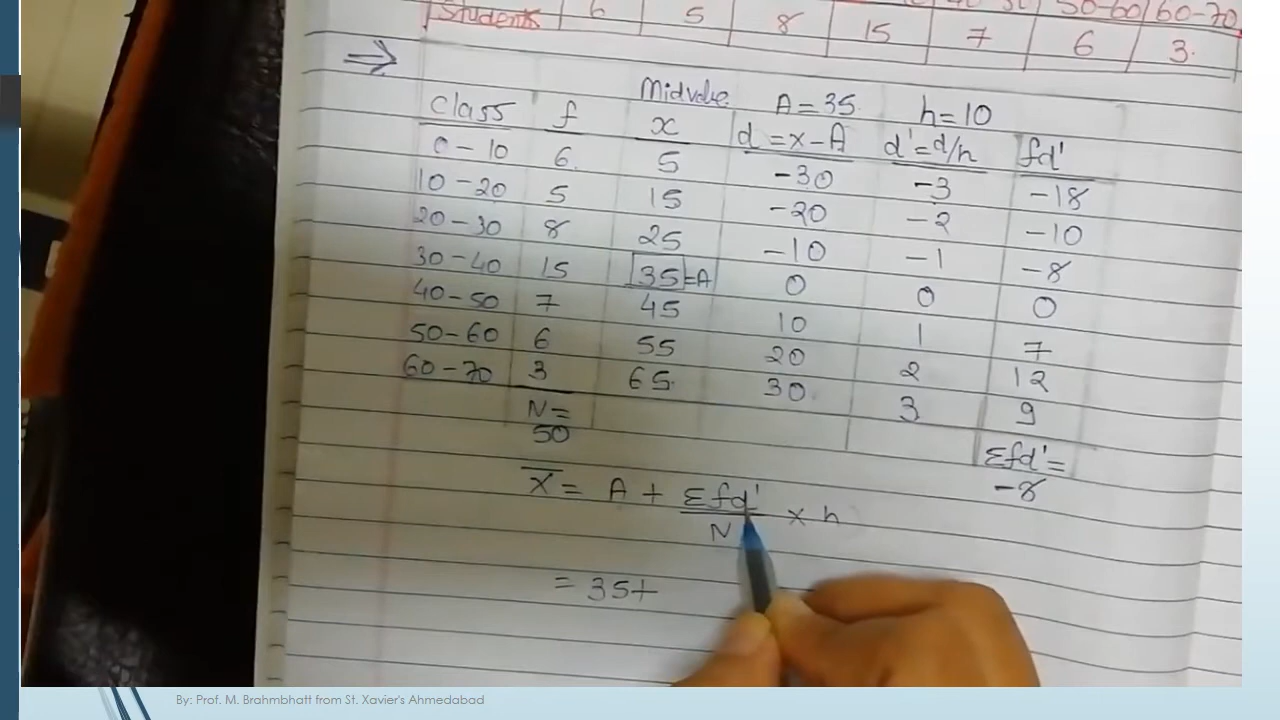 50-60 60-70
Students 6 5 8 15 7 6 3.
⇒ Midvalue A=35 h=10
Class f x d=x-A d'=d/h fd'
0-10 6. 5 -30 -3 -18
10-20 5 15 -20 -2 -10
20-30 8 25 -10 -1 -8
30-40 15 35=A 0 0 0
40-50 7 45 10 1 7
50-60 6 55 20 2 12
60-70 3 65. 30. 3 9
N= Σfd'=
50 -8
x̄ = A + Σfd' × h
N
= 35+
By: Prof. M. Brahmbhatt from St. Xavier's Ahmedabad